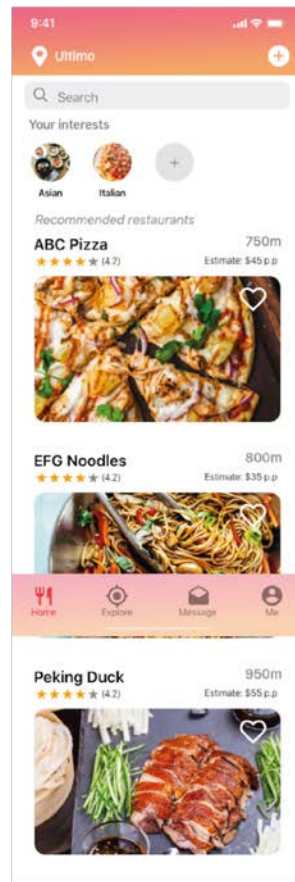 9:41
Ultimo
Search
Your interests
Asian Italian
Recommended restaurants
ABC Pizza 750m
(4.2) Estimate: $45 p.p
EFG Noodles 800m
(4.2) Estimate: $35 p.p
Home Explore Message Me
Peking Duck 950m
(4.2) Estimate: $55 p.p